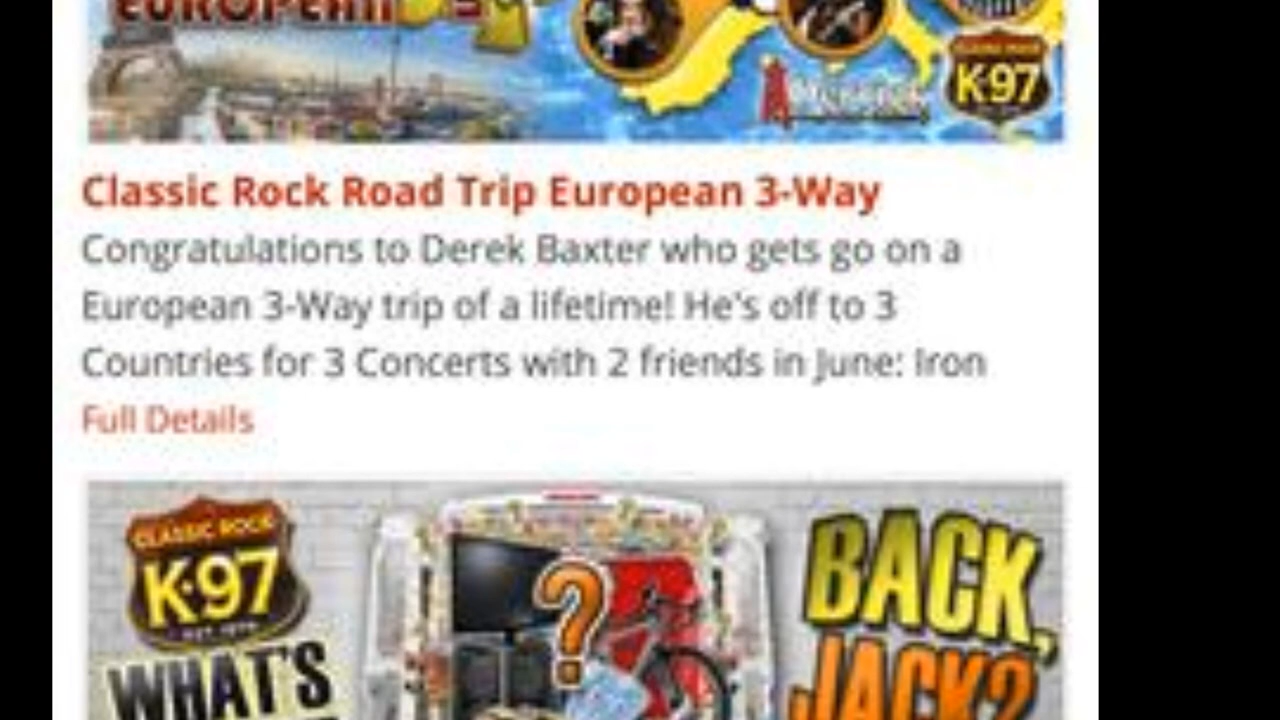 EUROPEAN
K·97
Classic Rock Road Trip European 3-Way
Congratulations to Derek Baxter who gets go on a
European 3-Way trip of a lifetime! He's off to 3
Countries for 3 Concerts with 2 friends in June: Iron
Full Details
CLASSIC ROCK
K·97
BACK,
WHAT'S
JACK?